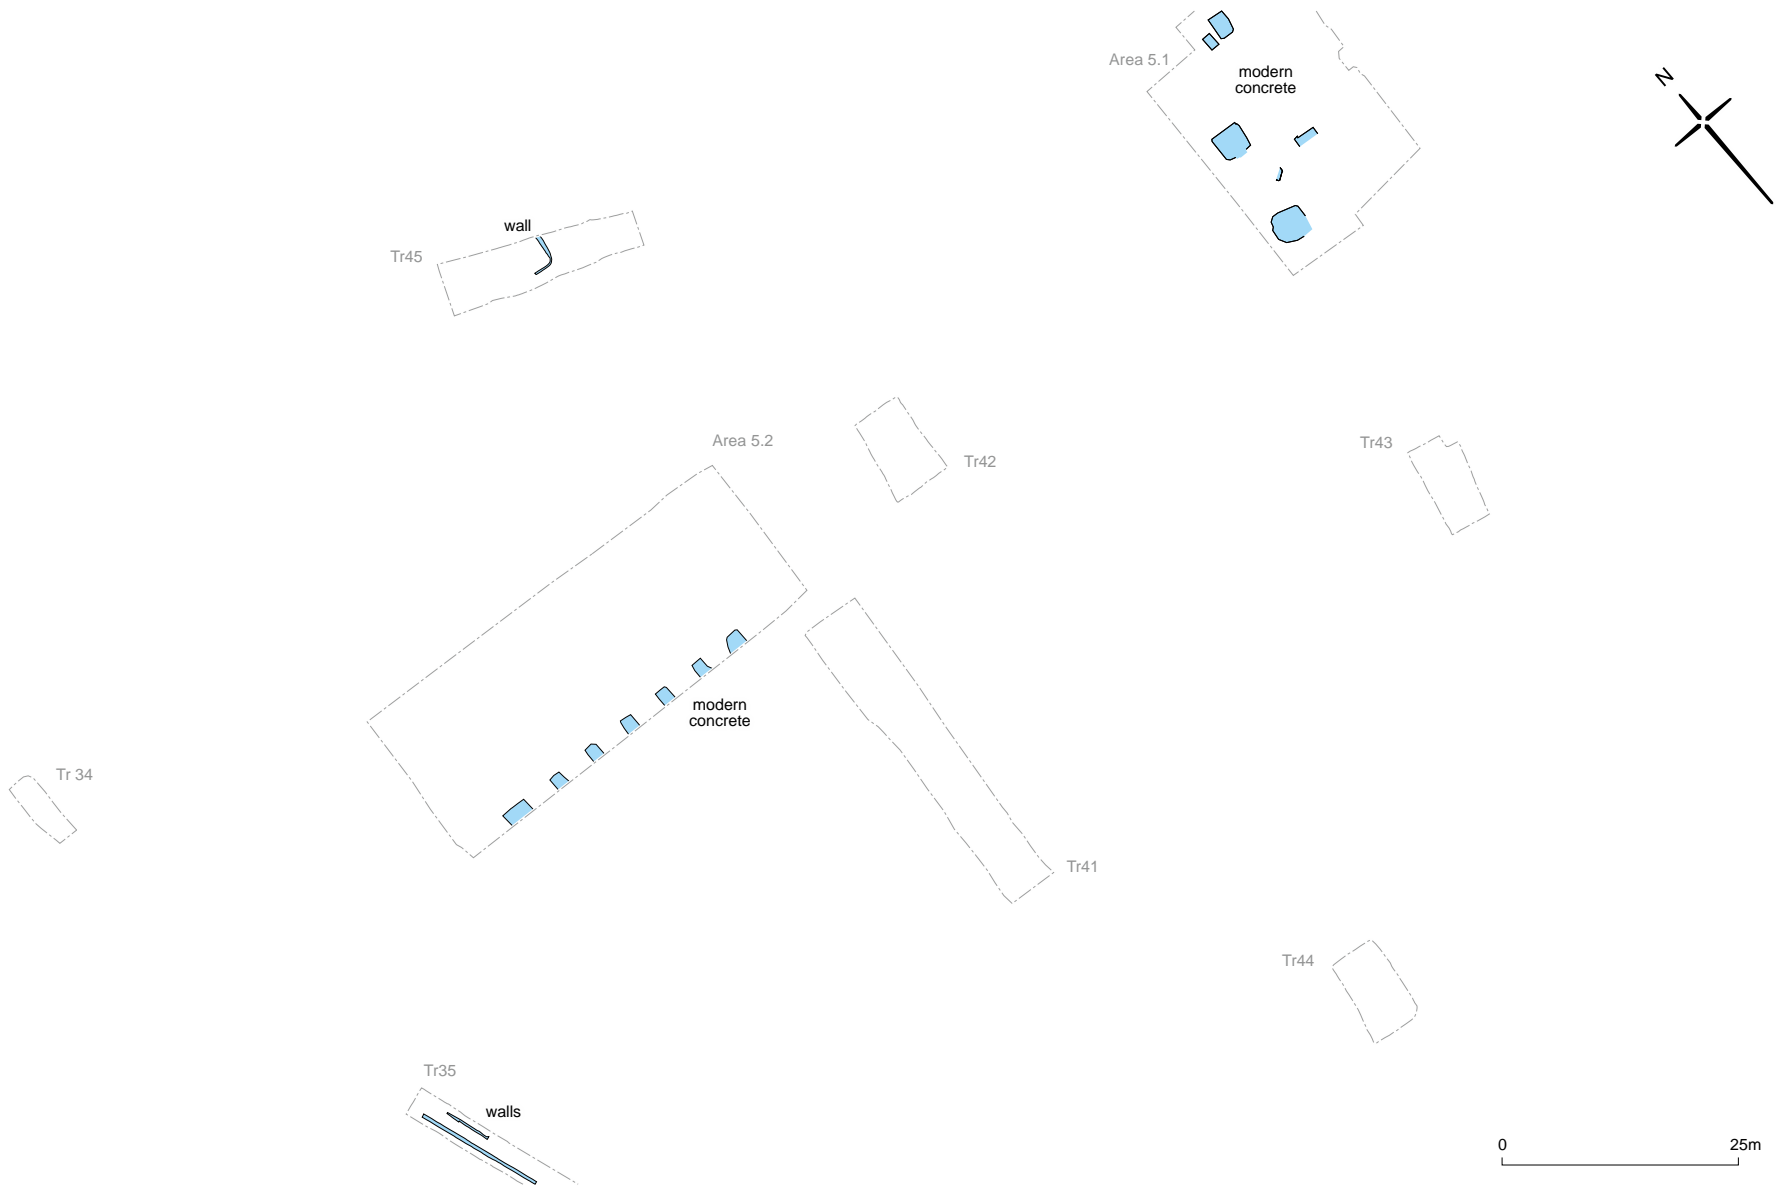 Area 5.1
modern
concrete
N
wall
Tr45
Area 5.2
Tr42
Tr43
modern
concrete
Tr 34
Tr41
Tr44
Tr35
walls
0 25m